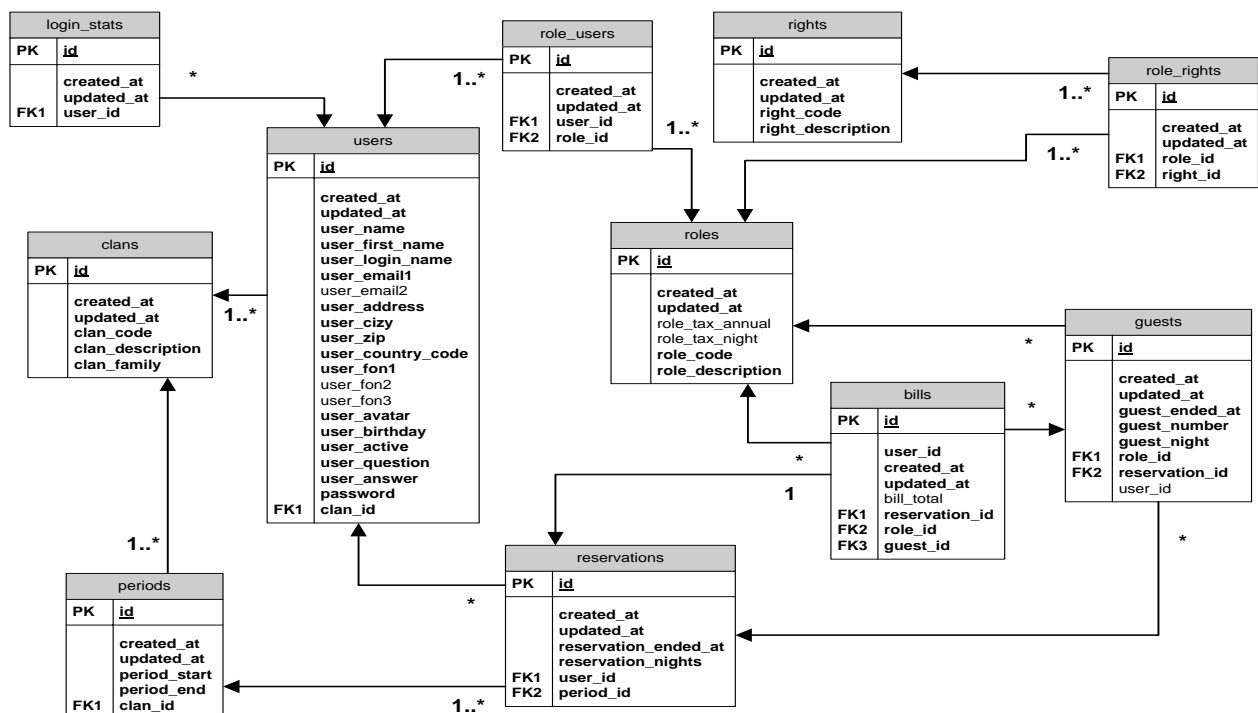 login_stats
PK id
created_at
updated_at
FK1 user_id
*
role_users
PK id
created_at
updated_at
FK1 user_id
FK2 role_id
1..*
1..*
rights
PK id
created_at
updated_at
right_code
right_description
1..*
role_rights
PK id
created_at
updated_at
FK1 role_id
FK2 right_id
1..*
users
PK id
created_at
updated_at
user_name
user_first_name
user_login_name
user_email1
user_email2
user_address
user_cizy
user_zip
user_country_code
user_fon1
user_fon2
user_fon3
user_avatar
user_birthday
user_active
user_question
user_answer
password
FK1 clan_id
clans
PK id
created_at
updated_at
clan_code
clan_description
clan_family
1..*
roles
PK id
created_at
updated_at
role_tax_annual
role_tax_night
role_code
role_description
*
guests
PK id
created_at
updated_at
guest_ended_at
guest_number
guest_night
FK1 role_id
FK2 reservation_id
user_id
*
bills
PK id
user_id
created_at
updated_at
bill_total
FK1 reservation_id
FK2 role_id
FK3 guest_id
*
*
1
1..*
periods
PK id
created_at
updated_at
period_start
period_end
FK1 clan_id
reservations
PK id
created_at
updated_at
reservation_ended_at
reservation_nights
FK1 user_id
FK2 period_id
*
1..*